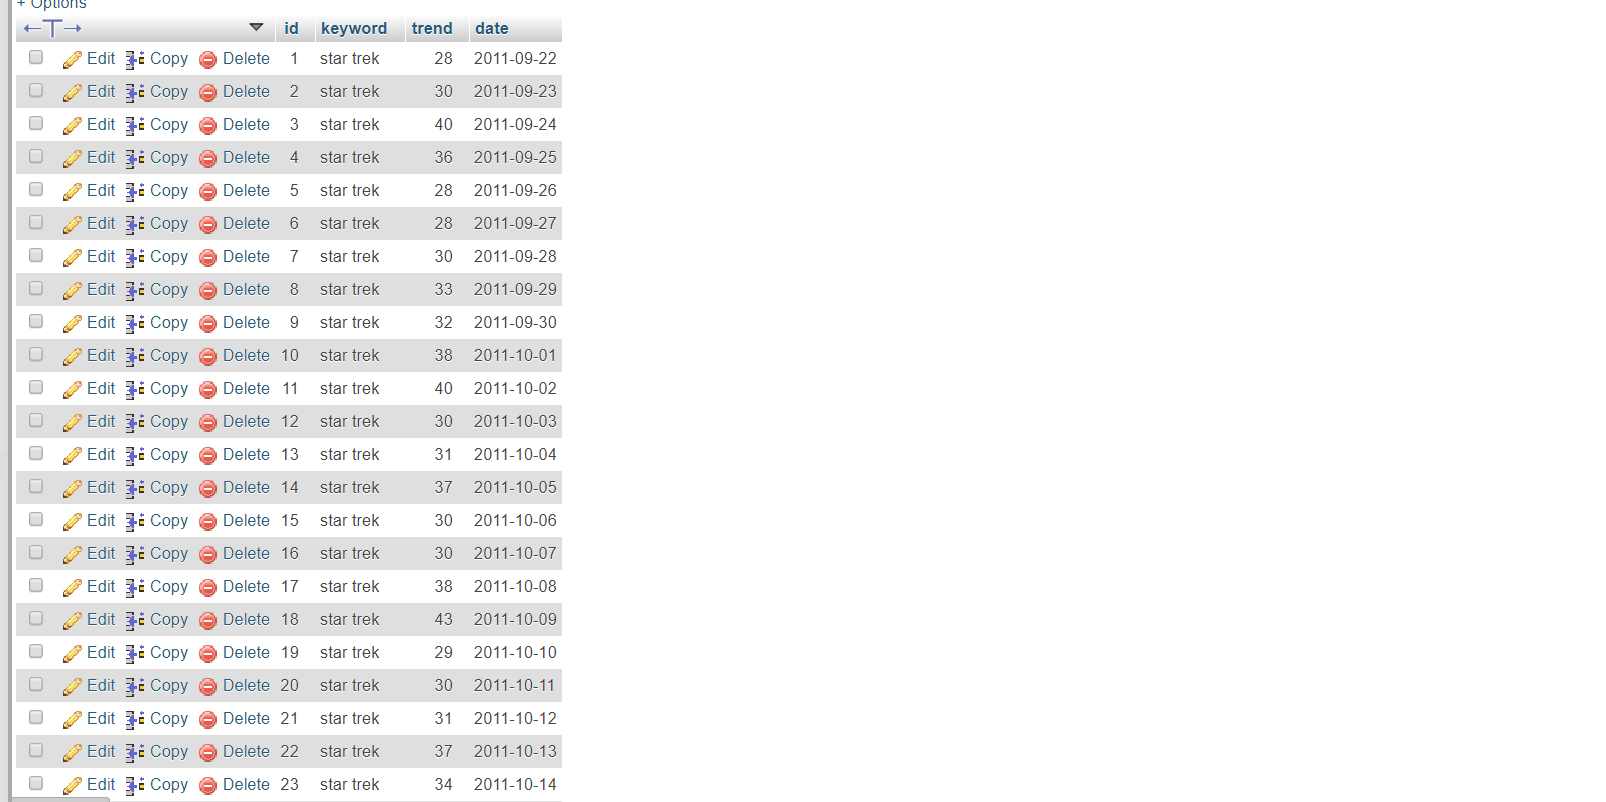 + Options
←T→ id keyword trend date
Edit Copy Delete 1 star trek 28 2011-09-22
Edit Copy Delete 2 star trek 30 2011-09-23
Edit Copy Delete 3 star trek 40 2011-09-24
Edit Copy Delete 4 star trek 36 2011-09-25
Edit Copy Delete 5 star trek 28 2011-09-26
Edit Copy Delete 6 star trek 28 2011-09-27
Edit Copy Delete 7 star trek 30 2011-09-28
Edit Copy Delete 8 star trek 33 2011-09-29
Edit Copy Delete 9 star trek 32 2011-09-30
Edit Copy Delete 10 star trek 38 2011-10-01
Edit Copy Delete 11 star trek 40 2011-10-02
Edit Copy Delete 12 star trek 30 2011-10-03
Edit Copy Delete 13 star trek 31 2011-10-04
Edit Copy Delete 14 star trek 37 2011-10-05
Edit Copy Delete 15 star trek 30 2011-10-06
Edit Copy Delete 16 star trek 30 2011-10-07
Edit Copy Delete 17 star trek 38 2011-10-08
Edit Copy Delete 18 star trek 43 2011-10-09
Edit Copy Delete 19 star trek 29 2011-10-10
Edit Copy Delete 20 star trek 30 2011-10-11
Edit Copy Delete 21 star trek 31 2011-10-12
Edit Copy Delete 22 star trek 37 2011-10-13
Edit Copy Delete 23 star trek 34 2011-10-14